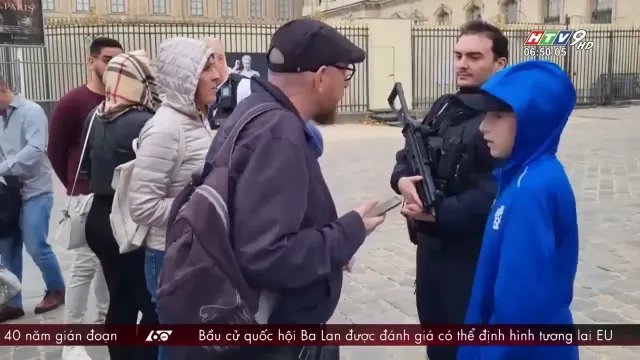 PARIS
HTV9 HD
06:50:05
40 năm gián đoạn
60
Bầu cử quốc hội Ba Lan được đánh giá có thể định hình tương lai EU